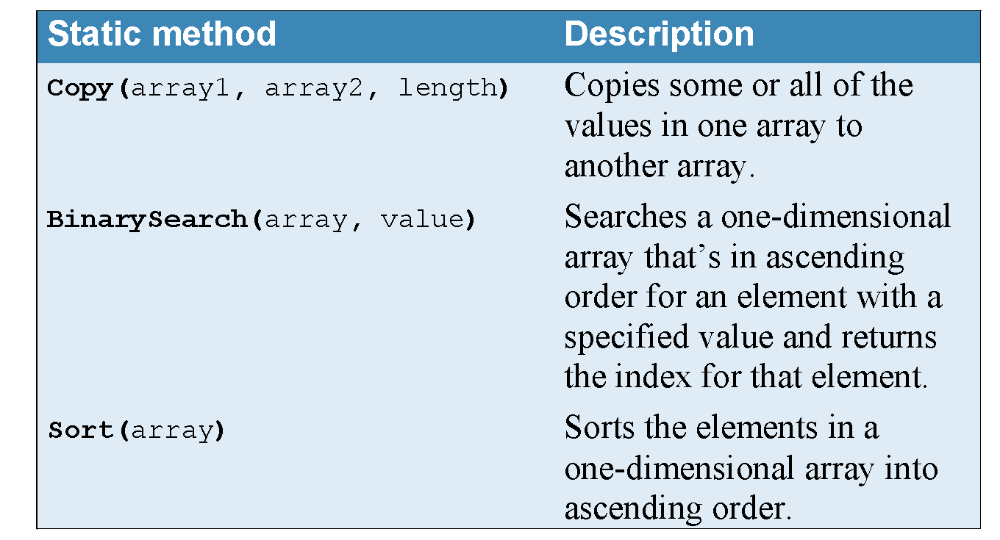 Static method Description
Copy(array1, array2, length) Copies some or all of the
values in one array to
another array.
BinarySearch(array, value) Searches a one-dimensional
array that’s in ascending
order for an element with a
specified value and returns
the index for that element.
Sort(array) Sorts the elements in a
one-dimensional array into
ascending order.